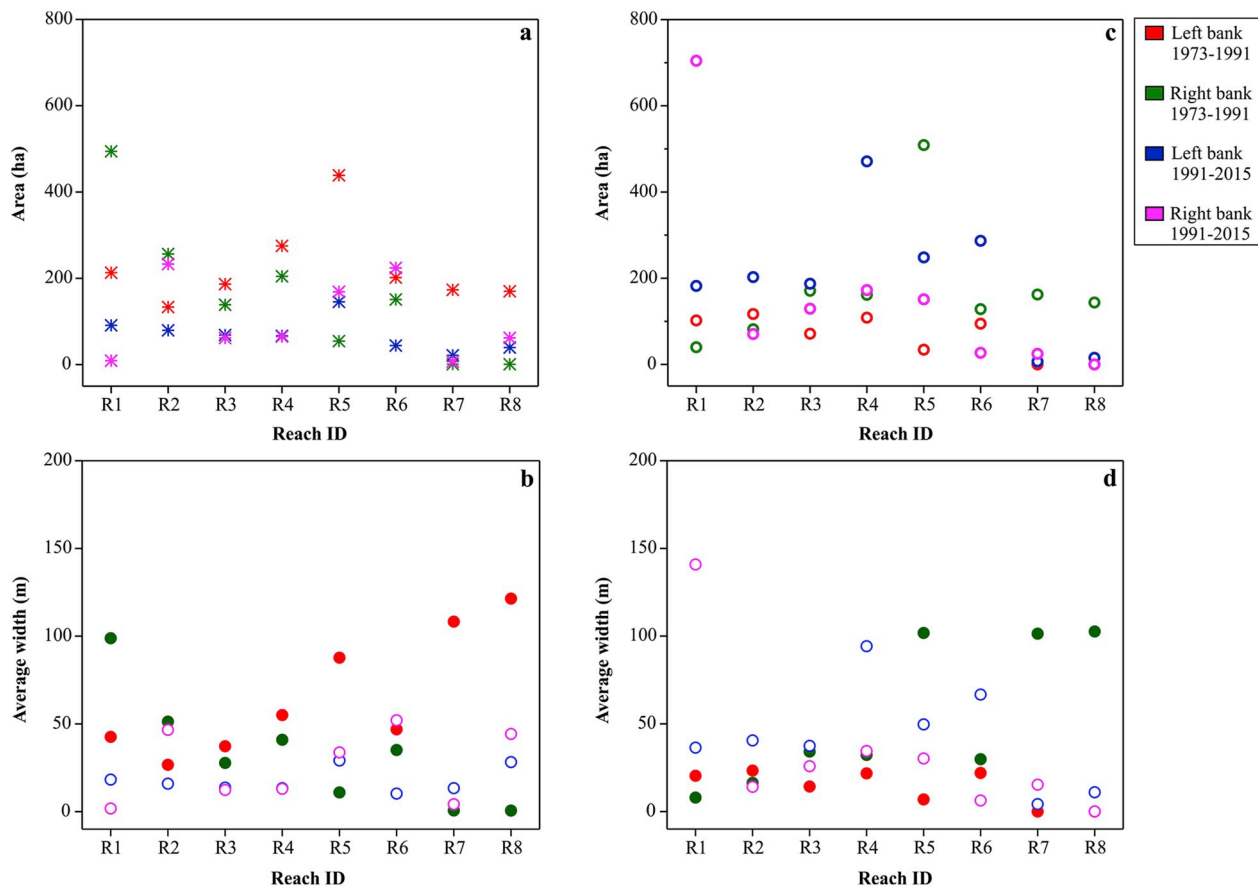 a
800
600
400
200
0
Area (ha)
R1 R2 R3 R4 R5 R6 R7 R8
Reach ID
c
800
600
400
200
0
Area (ha)
R1 R2 R3 R4 R5 R6 R7 R8
Reach ID
Left bank
1973-1991
Right bank
1973-1991
Left bank
1991-2015
Right bank
1991-2015
b
200
150
100
50
0
Average width (m)
R1 R2 R3 R4 R5 R6 R7 R8
Reach ID
d
200
150
100
50
0
Average width (m)
R1 R2 R3 R4 R5 R6 R7 R8
Reach ID